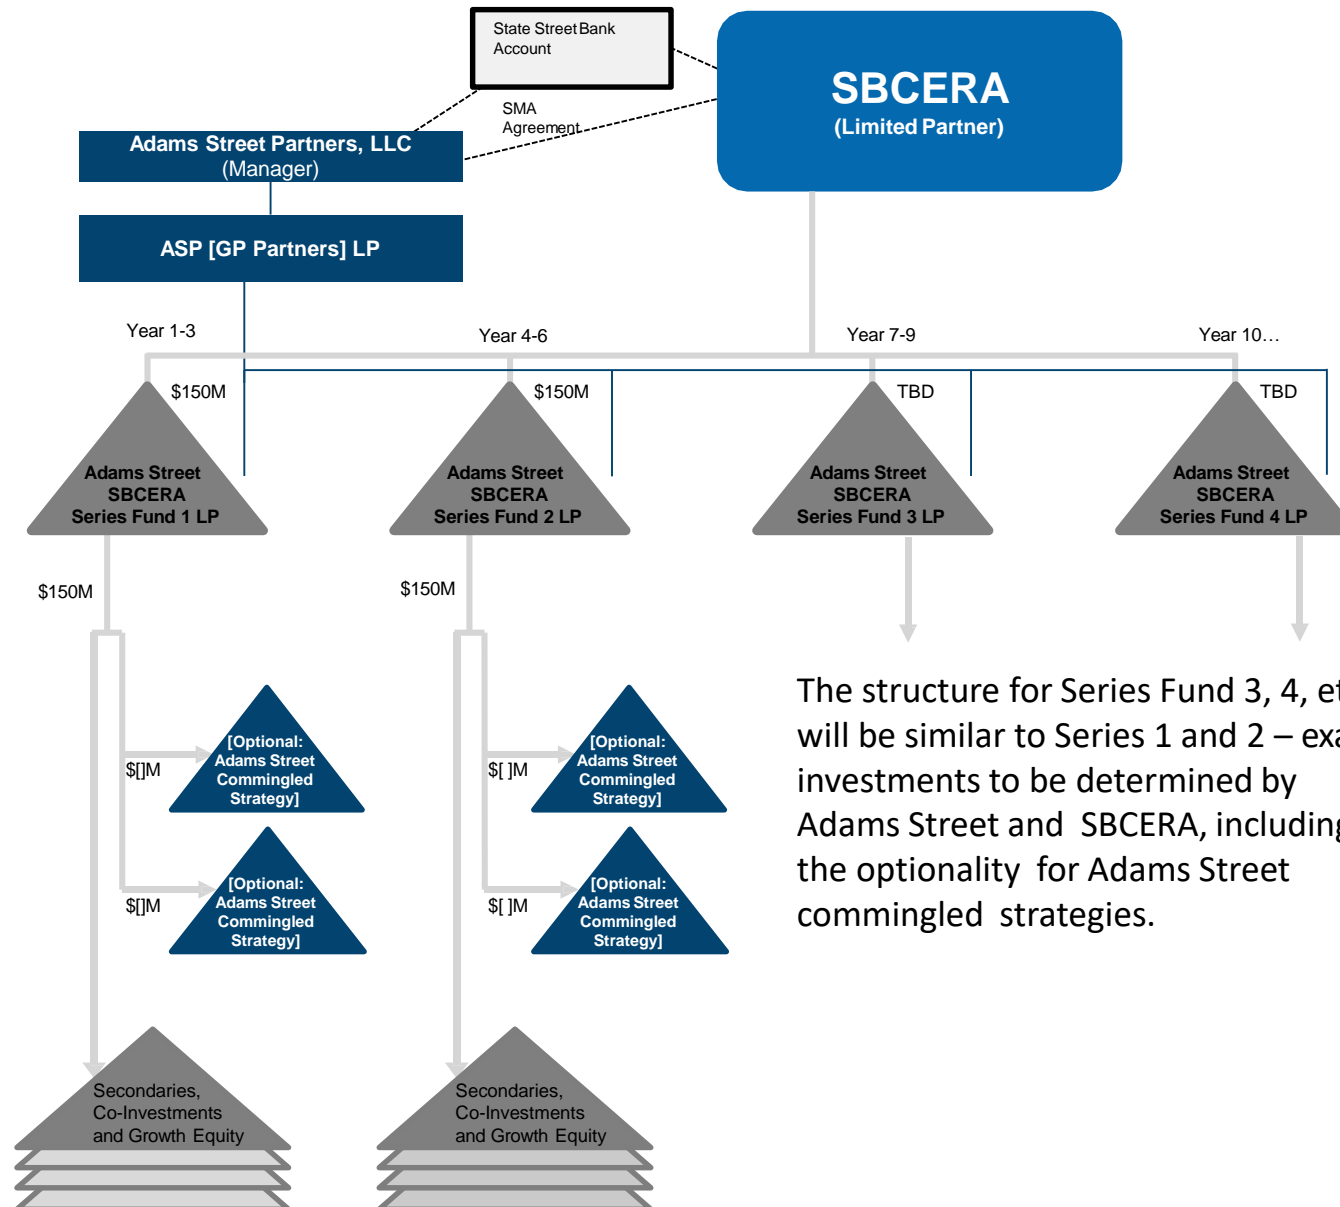 State Street Bank
Account
SBCERA
(Limited Partner)
SMA
Agreement
Adams Street Partners, LLC
(Manager)
ASP [GP Partners] LP
Year 1-3
Year 4-6
Year 7-9
Year 10…
$150M
$150M
TBD
TBD
Adams Street
SBCERA
Series Fund 1 LP
Adams Street
SBCERA
Series Fund 2 LP
Adams Street
SBCERA
Series Fund 3 LP
Adams Street
SBCERA
Series Fund 4 LP
$150M
$150M
[Optional:
Adams Street
Commingled
Strategy]
$[]M
[Optional:
Adams Street
Commingled
Strategy]
$[ ]M
[Optional:
Adams Street
Commingled
Strategy]
$[]M
[Optional:
Adams Street
Commingled
Strategy]
$[ ]M
The structure for Series Fund 3, 4,
will be similar to Series 1 and 2 –
investments to be determined by
Adams Street and SBCERA, including
the optionality for Adams Street
commingled strategies.
Secondaries,
Co-Investments
and Growth Equity
Secondaries,
Co-Investments
and Growth Equity